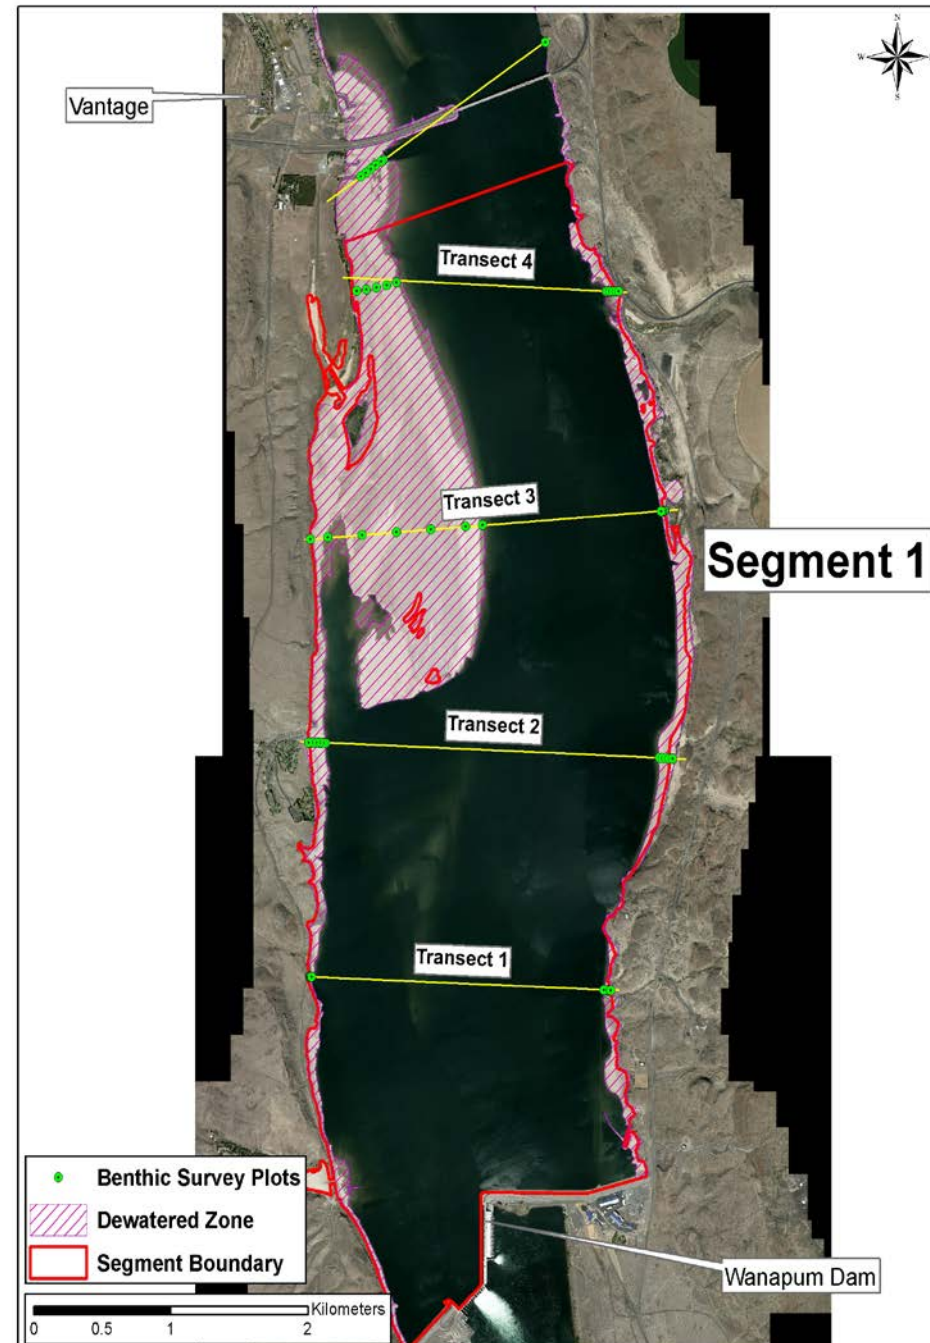 N
W
S
Vantage
Transect 4
Transect 3
Segment 1
Transect 2
Transect 1
Benthic Survey Plots
Dewatered Zone
Segment Boundary
Wanapum Dam
Kilometers
0 0.5 1 2